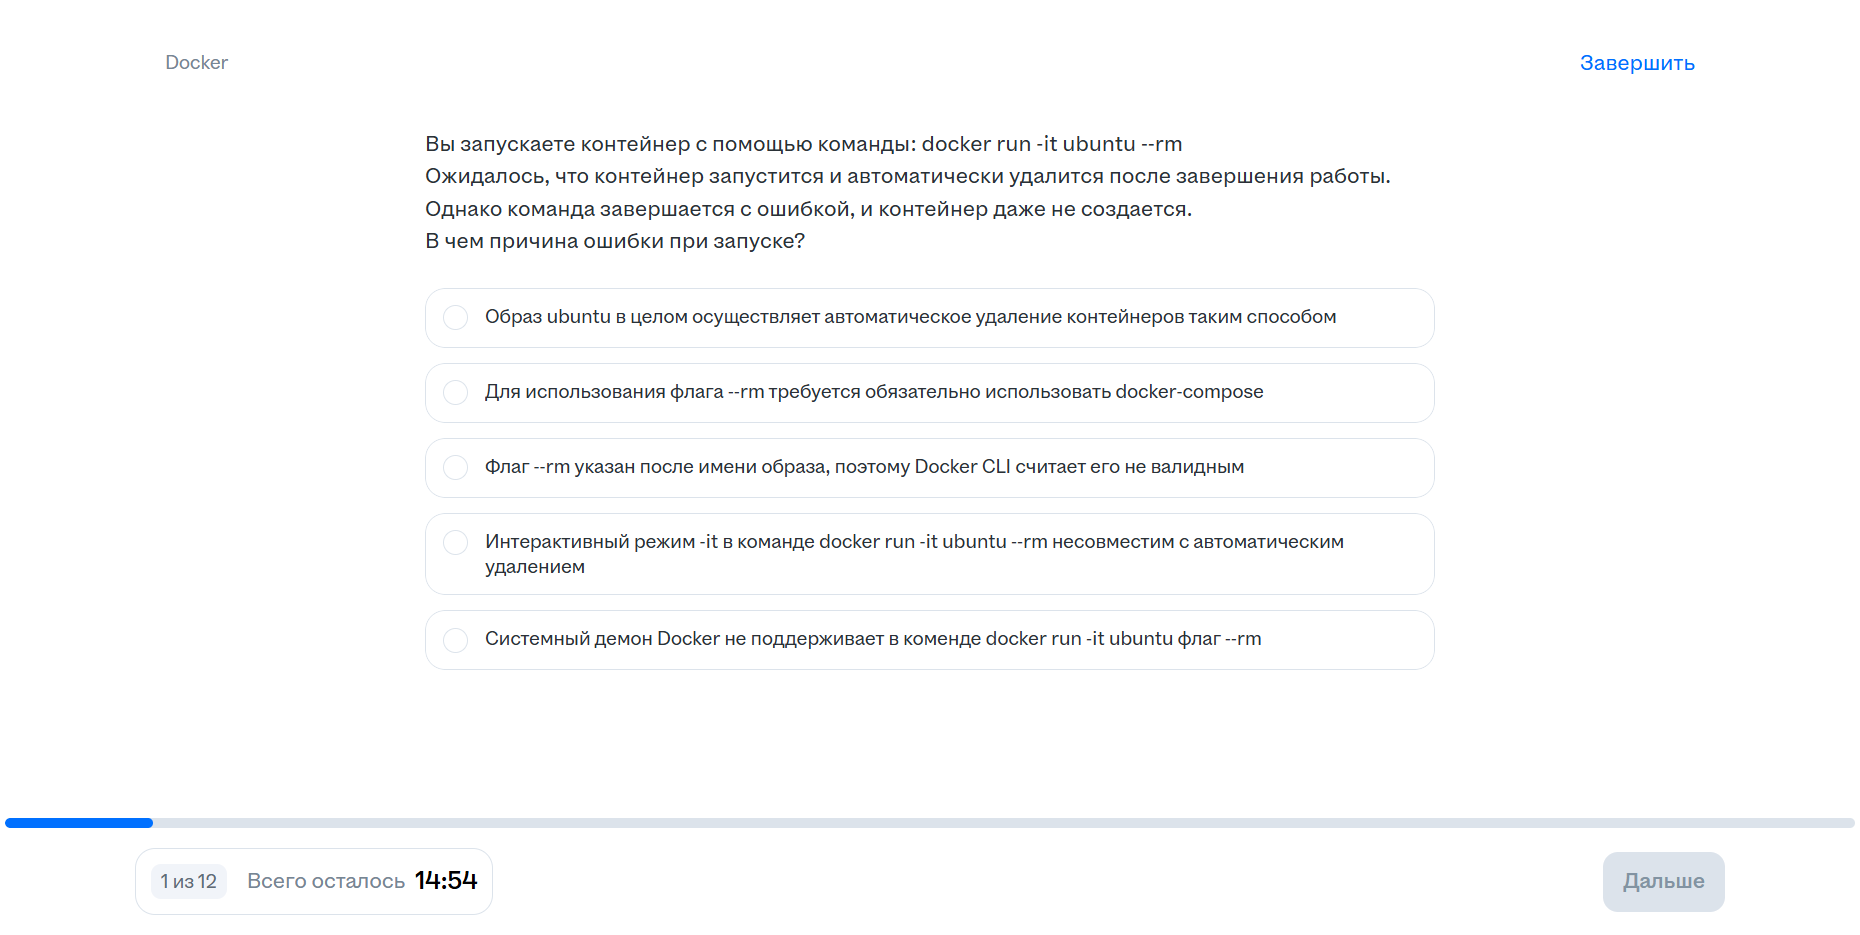 Docker
Завершить
Вы запускаете контейнер с помощью команды: docker run -it ubuntu --rm
Ожидалось, что контейнер запустится и автоматически удалится после завершения работы.
Однако команда завершается с ошибкой, и контейнер даже не создается.
В чем причина ошибки при запуске?
Образ ubuntu в целом осуществляет автоматическое удаление контейнеров таким способом
Для использования флага --rm требуется обязательно использовать docker-compose
Флаг --rm указан после имени образа, поэтому Docker CLI считает его не валидным
Интерактивный режим -it в команде docker run -it ubuntu --rm несовместим с автоматическим
удалением
Системный демон Docker не поддерживает в коменде docker run -it ubuntu флаг --rm
1 из 12
Всего осталось 14:54
Дальше